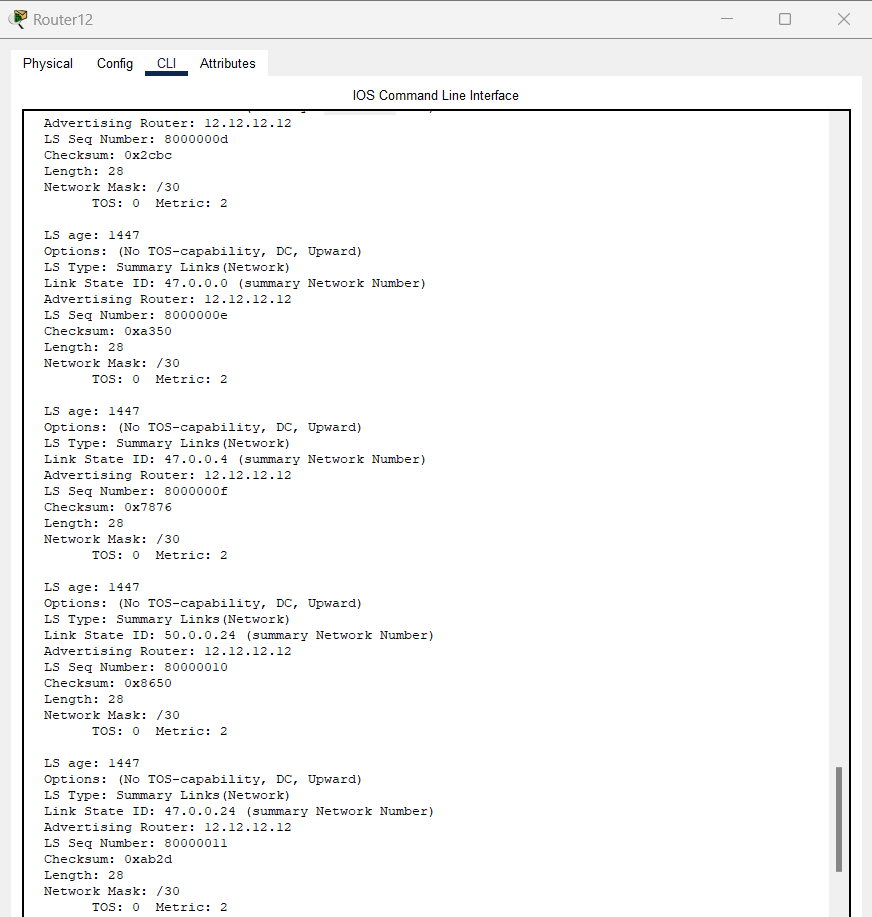 Router12
Physical Config CLI Attributes
IOS Command Line Interface
Advertising Router: 12.12.12.12
LS Seq Number: 8000000d
Checksum: 0x2cbc
Length: 28
Network Mask: /30
TOS: 0 Metric: 2
LS age: 1447
Options: (No TOS-capability, DC, Upward)
LS Type: Summary Links(Network)
Link State ID: 47.0.0.0 (summary Network Number)
Advertising Router: 12.12.12.12
LS Seq Number: 8000000e
Checksum: 0xa350
Length: 28
Network Mask: /30
TOS: 0 Metric: 2
LS age: 1447
Options: (No TOS-capability, DC, Upward)
LS Type: Summary Links(Network)
Link State ID: 47.0.0.4 (summary Network Number)
Advertising Router: 12.12.12.12
LS Seq Number: 8000000f
Checksum: 0x7876
Length: 28
Network Mask: /30
TOS: 0 Metric: 2
LS age: 1447
Options: (No TOS-capability, DC, Upward)
LS Type: Summary Links(Network)
Link State ID: 50.0.0.24 (summary Network Number)
Advertising Router: 12.12.12.12
LS Seq Number: 80000010
Checksum: 0x8650
Length: 28
Network Mask: /30
TOS: 0 Metric: 2
LS age: 1447
Options: (No TOS-capability, DC, Upward)
LS Type: Summary Links(Network)
Link State ID: 47.0.0.24 (summary Network Number)
Advertising Router: 12.12.12.12
LS Seq Number: 80000011
Checksum: 0xab2d
Length: 28
Network Mask: /30
TOS: 0 Metric: 2